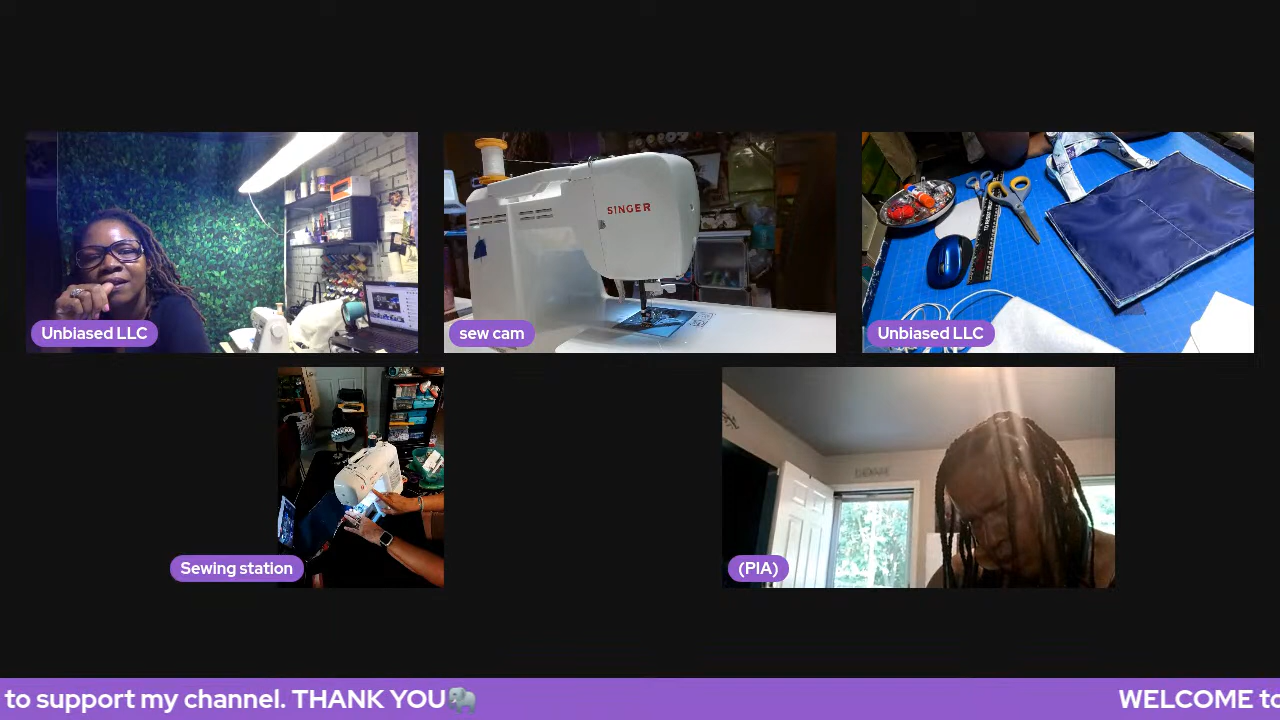 Unbiased LLC
SINGER
sew cam
Unbiased LLC
Sewing station
(PIA)
to support my channel. THANK YOU🐘
WELCOME to